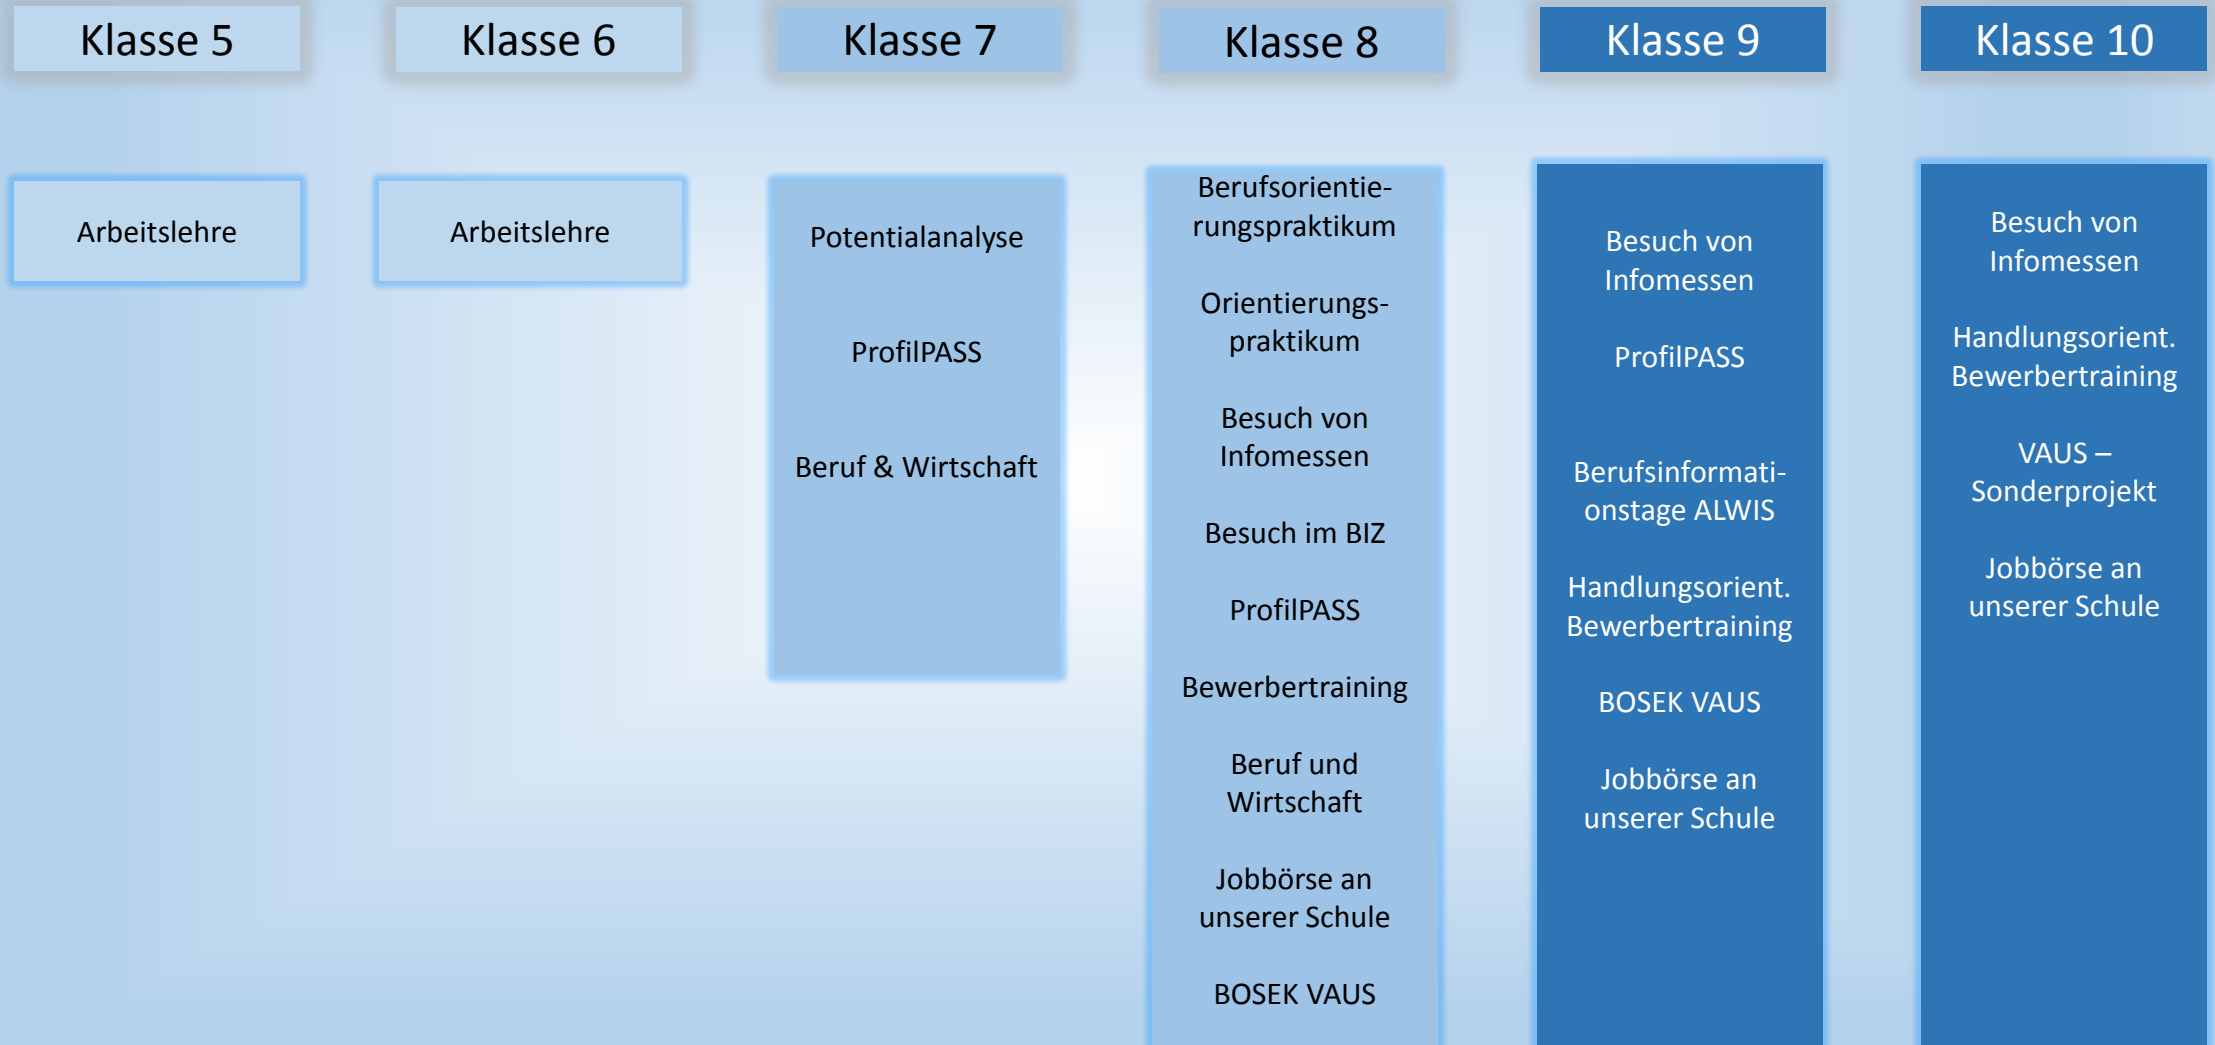 Klasse 5
Klasse 6
Klasse 7
Klasse 8
Klasse 9
Klasse 10
Arbeitslehre
Arbeitslehre
Potentialanalyse
ProfilPASS
Beruf & Wirtschaft
Berufsorientie-
rungspraktikum
Orientierungs-
praktikum
Besuch von
Infomessen
Besuch im BIZ
ProfilPASS
Bewerbertraining
Beruf und
Wirtschaft
Jobbörse an
unserer Schule
BOSEK VAUS
Besuch von
Infomessen
ProfilPASS
Berufsinformati-
onstage ALWIS
Handlungsorient.
Bewerbertraining
BOSEK VAUS
Jobbörse an
unserer Schule
Besuch von
Infomessen
Handlungsorient.
Bewerbertraining
VAUS –
Sonderprojekt
Jobbörse an
unserer Schule